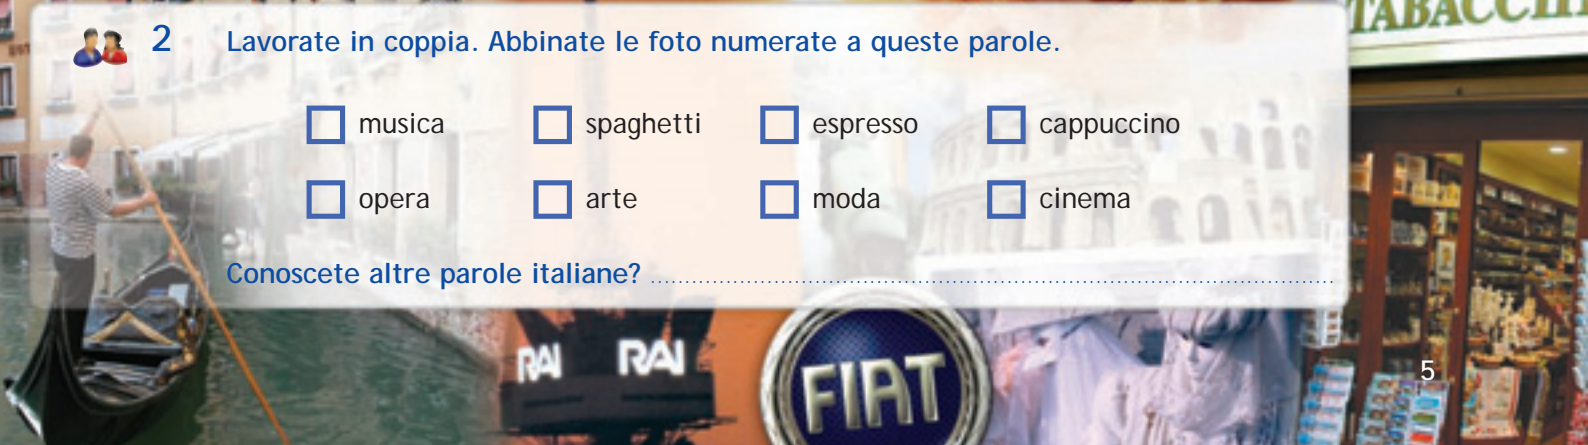 TABACCHI
2 Lavorate in coppia. Abbinate le foto numerate a queste parole.
musica spaghetti espresso cappuccino
opera arte moda cinema
Conoscete altre parole italiane?
RAI RAI
FIAT
5